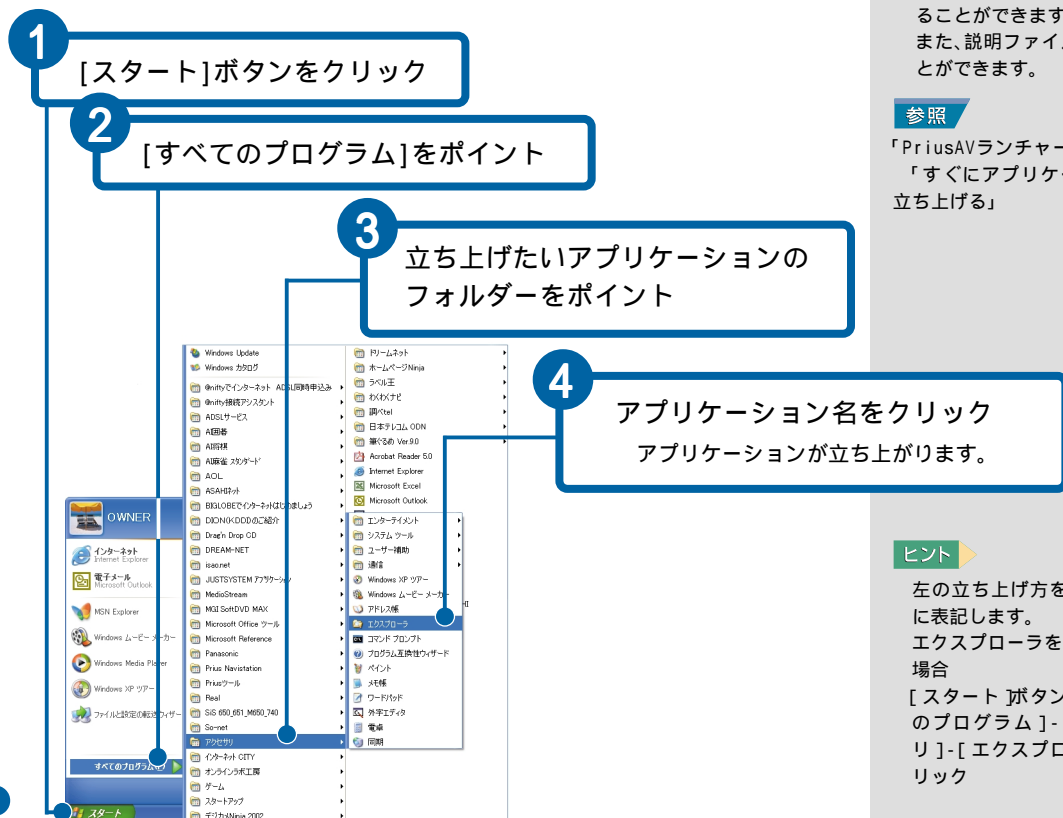 1
[スタート]ボタンをクリック
2
[すべてのプログラム]をポイント
3
立ち上げたいアプリケーションの
フォルダーをポイント
4
アプリケーション名をクリック
アプリケーションが立ち上がります。
OWNER
インターネット
Internet Explorer
電子メール
Microsoft Outlook
MSN Explorer
Windows ムービー メーカー
Windows Media Player
Windows XP ツアー
ファイルと設定の転送ウィザー
すべてのプログラム(P)
スタート
Windows Update
Windows カタログ
@niftyでインターネット ADSL同時申込み
@nifty接続アシスタント
ADSLサービス
AI囲碁
AI将棋
AI麻雀 スタンダード
AOL
ASAHIネット
BIGLOBEでインターネットはじめましょう
DION(KDDI)のご紹介
Drag'n Drop CD
DREAM-NET
isao.net
JUSTSYSTEM アプリケーション
MediaStream
MGI SoftDVD MAX
Microsoft Office ツール
Microsoft Reference
Panasonic
Prius Navistation
Priusツール
Real
SiS 650_651_M650_740
So-net
アクセサリ
インターネット CITY
オンラインラボ工房
ゲーム
スタートアップ
デジカメNinja 2002
ドリームネット
ホームページNinja
ラベル王
わくわくナビ
調べtel
日本テレコム ODN
筆ぐるめ Ver.9.0
Acrobat Reader 5.0
Internet Explorer
Microsoft Excel
Microsoft Outlook
エンターテイメント
システム ツール
ユーザー補助
通信
Windows XP ツアー
Windows ムービー メーカー
アドレス帳
エクスプローラ
コマンド プロンプト
プログラム互換性ウィザード
ペイント
メモ帳
ワードパッド
外字エディタ
電卓
同期
HI
ることができます
また、説明ファイ
とができます。
参照
「PriusAVランチャー
「すぐにアプリケ
立ち上げる」
ヒント
左の立ち上げ方を
に表記します。
エクスプローラを
場合
[スタート]ボタン
のプログラム]-
リ]-[エクスプロ
リック